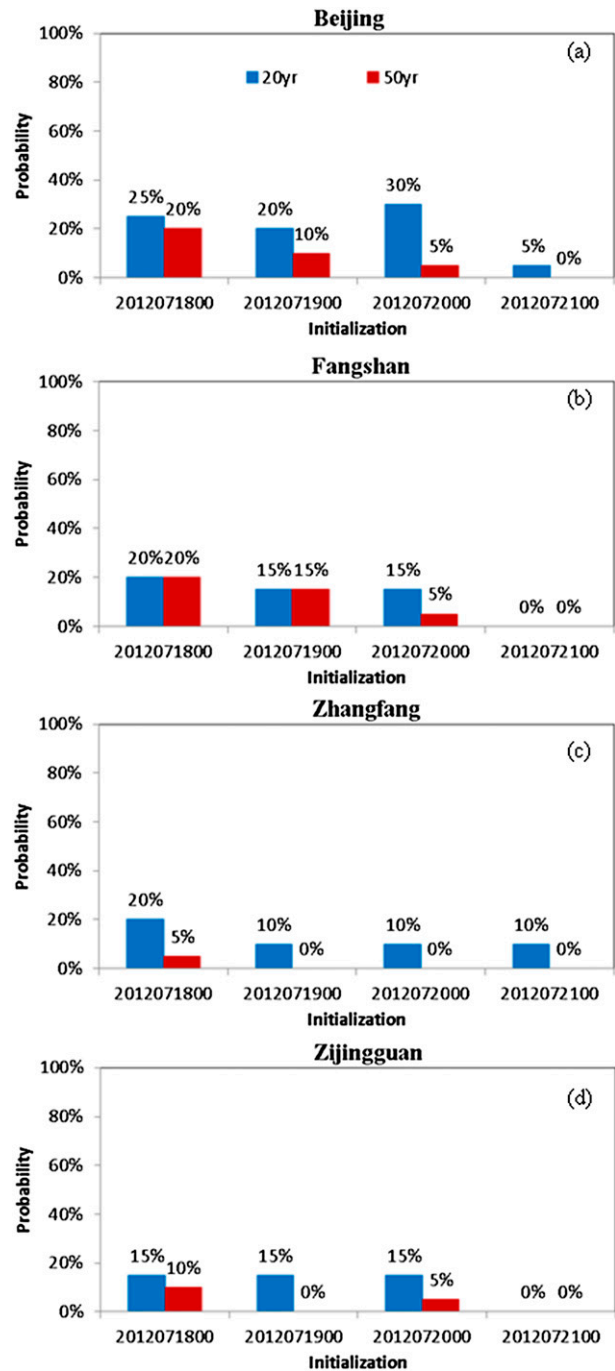 Beijing
(a)
20yr 50yr
100%
80%
60%
40%
20%
0%
Probability
25% 20% 20% 10% 30% 5% 5% 0%
2012071800 2012071900 2012072000 2012072100
Initialization
Fangshan
(b)
100%
80%
60%
40%
20%
0%
Probability
20% 20% 15% 15% 15% 5% 0% 0%
2012071800 2012071900 2012072000 2012072100
Initialization
Zhangfang
(c)
100%
80%
60%
40%
20%
0%
Probability
20% 5% 10% 0% 10% 0% 10% 0%
2012071800 2012071900 2012072000 2012072100
Initialization
Zijingguan
(d)
100%
80%
60%
40%
20%
0%
Probability
15% 10% 15% 0% 15% 5% 0% 0%
2012071800 2012071900 2012072000 2012072100
Initialization